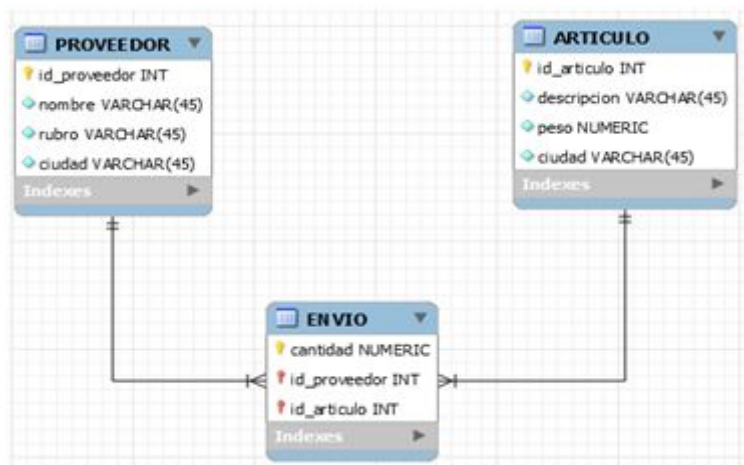 PROVEEDOR
id_proveedor INT
nombre VARCHAR(45)
rubro VARCHAR(45)
ciudad VARCHAR(45)
Indexes
ARTICULO
id_articulo INT
descripcion VARCHAR(45)
peso NUMERIC
ciudad VARCHAR(45)
Indexes
ENVIO
cantidad NUMERIC
id_proveedor INT
id_articulo INT
Indexes